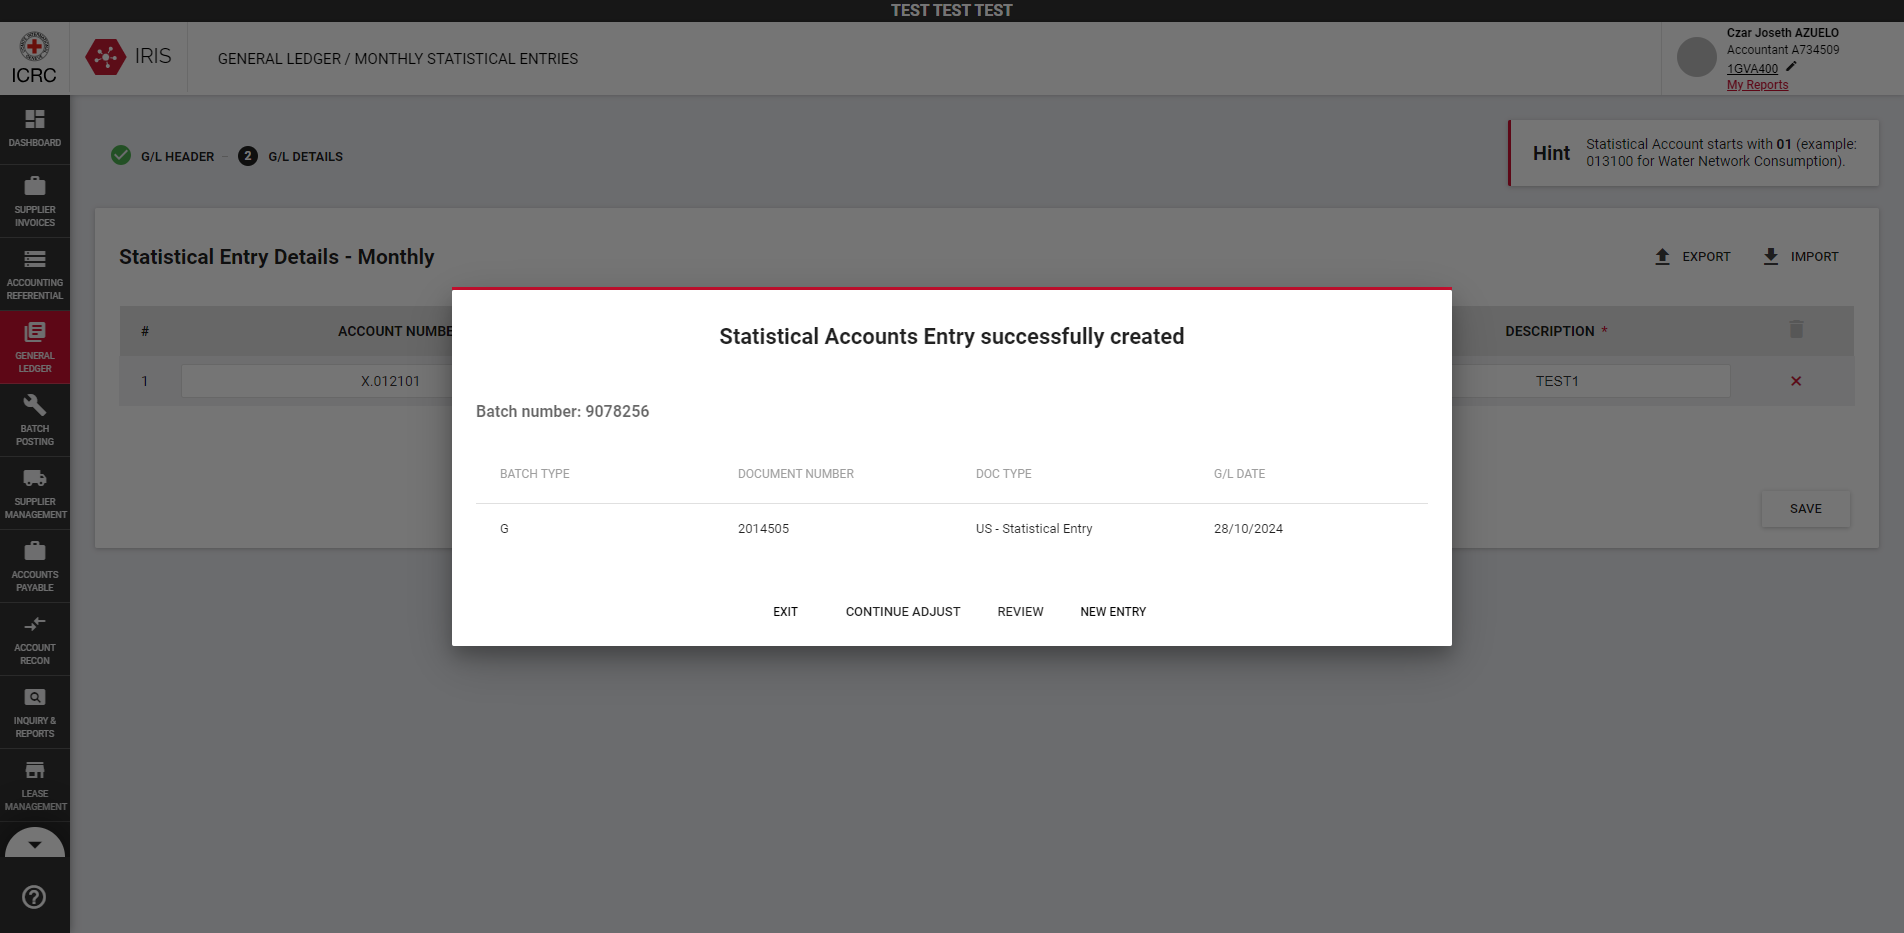 TEST TEST TEST
ICRC
IRIS
GENERAL LEDGER / MONTHLY STATISTICAL ENTRIES
Czar Joseth AZUELO
Accountant A734509
1GVA400
My Reports
DASHBOARD
SUPPLIER
INVOICES
ACCOUNTING
REFERENTIAL
GENERAL
LEDGER
BATCH
POSTING
SUPPLIER
MANAGEMENT
ACCOUNTS
PAYABLE
ACCOUNT
RECON
INQUIRY &
REPORTS
LEASE
MANAGEMENT
G/L HEADER
2 G/L DETAILS
Hint
Statistical Account starts with 01 (example:
013100 for Water Network Consumption).
Statistical Entry Details - Monthly
EXPORT
IMPORT
# ACCOUNT NUMBE DESCRIPTION *
1 X.012101 TEST1
SAVE
Statistical Accounts Entry successfully created
Batch number: 9078256
BATCH TYPE DOCUMENT NUMBER DOC TYPE G/L DATE
G 2014505 US - Statistical Entry 28/10/2024
EXIT CONTINUE ADJUST REVIEW NEW ENTRY